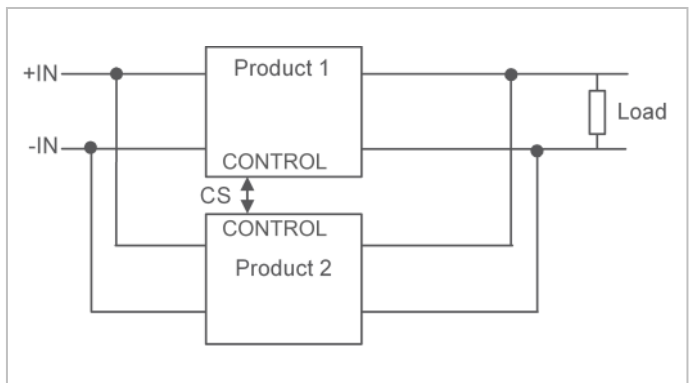 +IN
Product 1
Load
-IN
CONTROL
CS
CONTROL
Product 2